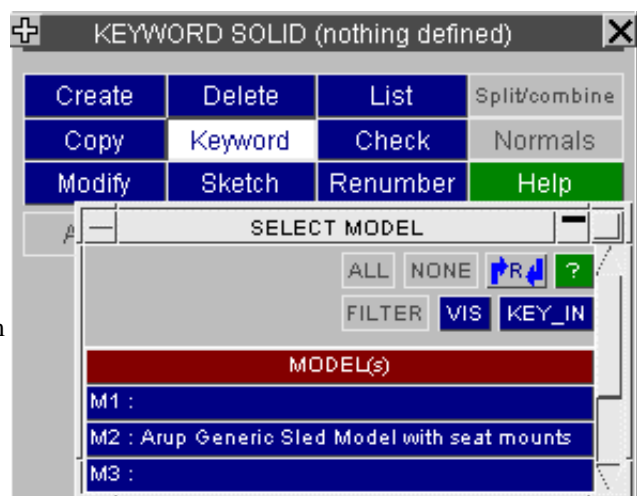 KEYWORD SOLID (nothing defined)
Create Delete List Split/combine
Copy Keyword Check Normals
Modify Sketch Renumber Help
A
SELECT MODEL
ALL NONE R ?
FILTER VIS KEY_IN
n
MODEL(s)
M1 :
M2 : Arup Generic Sled Model with seat mounts
M3 :